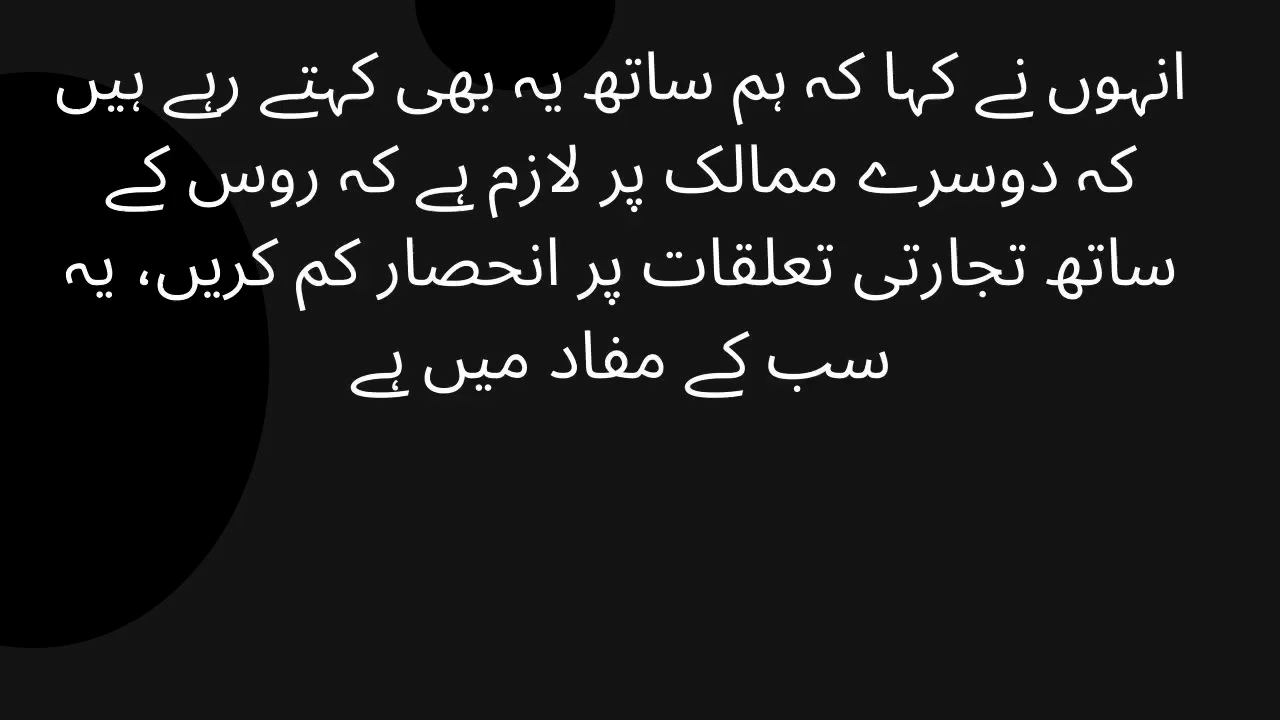 انہوں نے کہا کہ ہم ساتھ یہ بھی کہتے رہے ہیں
کہ دوسرے ممالک پر لازم ہے کہ روس کے
ساتھ تجارتی تعلقات پر انحصار کم کریں، یہ
سب کے مفاد میں ہے